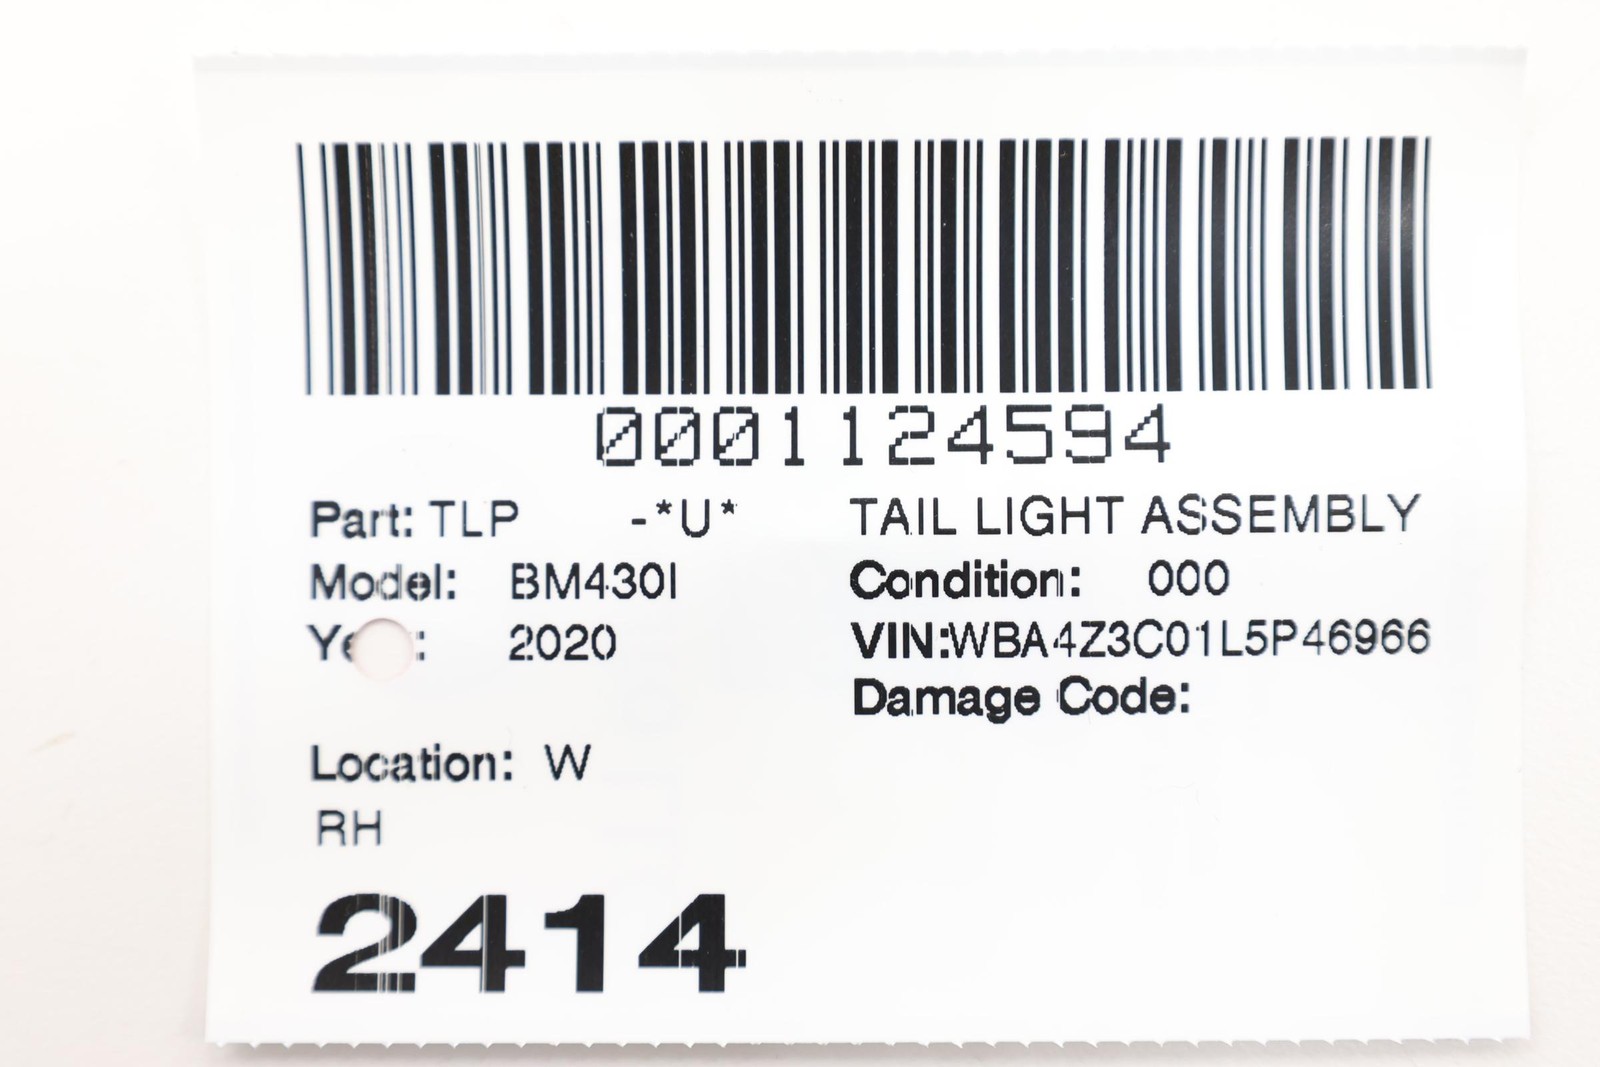 0001124594
Part: TLP -*U* TAIL LIGHT ASSEMBLY
Model: BM430I Condition: 000
2020 VIN:WBA4Z3C01L5P46966
Damage Code:
Location: W
RH
2414